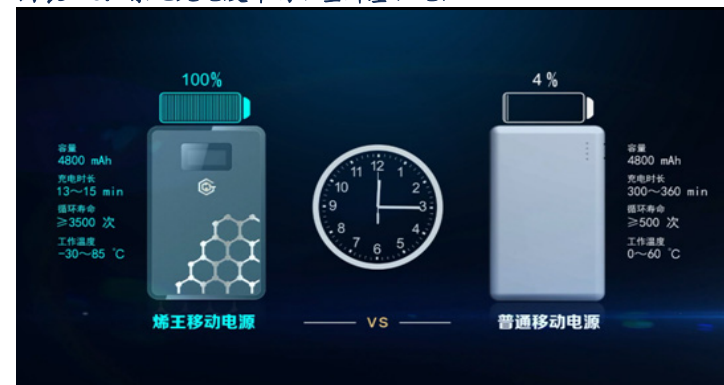 100%
4%
容量
4800 mAh
充电时长
13～15 min
循环寿命
≥3500 次
工作温度
-30～85 ℃
12
1
2
3
4
5
6
7
8
9
10
11
容量
4800 mAh
充电时长
300～360 min
循环寿命
≥500 次
工作温度
0～60 ℃
烯王移动电源
VS
普通移动电源